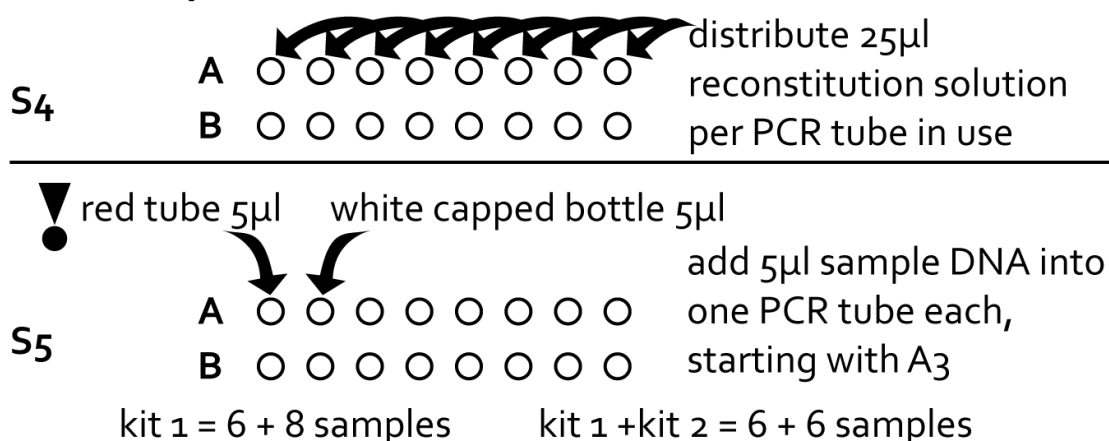 distribute 25µl
A
reconstitution solution
S4
B
per PCR tube in use
red tube 5µl white capped bottle 5µl
add 5µl sample DNA into
A
one PCR tube each,
S5
B
starting with A3
kit 1 = 6 + 8 samples kit 1 +kit 2 = 6 + 6 samples